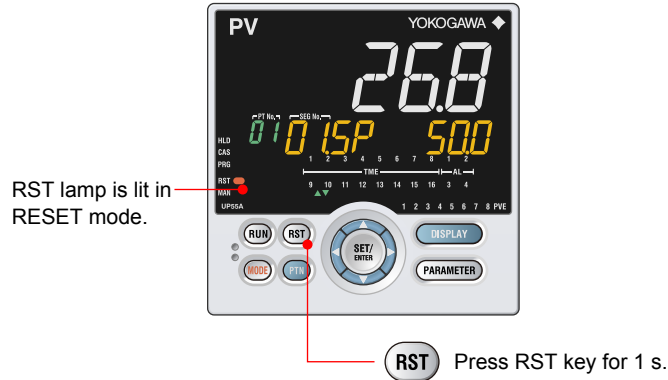 PV YOKOGAWA
26.8
PT No. SEG No.
01 01.SP 50.0
HLD
CAS
PRG
RST
MAN
1 2 3 4 5 6 7 8 1 2
TME AL
9 10 11 12 13 14 15 16 3 4
UP55A
1 2 3 4 5 6 7 8 PVE
RST lamp is lit in
RESET mode.
RUN RST
SET/
ENTER
DISPLAY
MODE PTN
PARAMETER
RST Press RST key for 1 s.